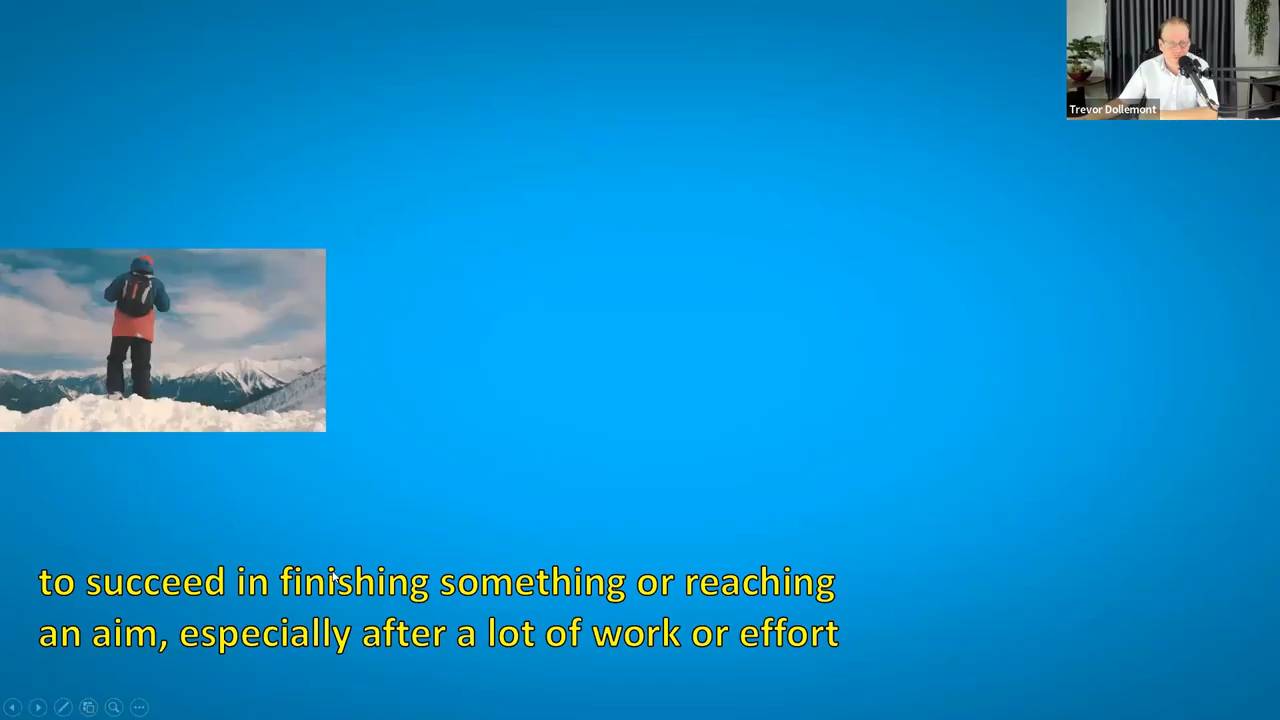 Trevor Dollemont
to succeed in finishing something or reaching
an aim, especially after a lot of work or effort